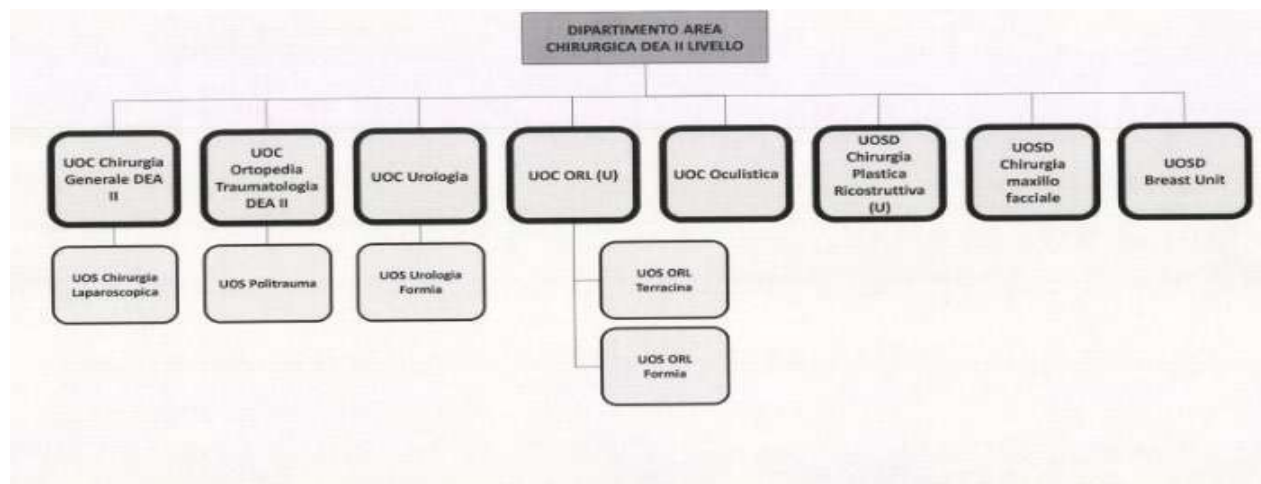 DIPARTIMENTO AREA
CHIRURGICA DEA II LIVELLO
UOC Chirurgia
Generale DEA
II
UOC
Ortopedia
Traumatologia
DEA II
UOC Urologia
UOC ORL (U)
UOC Oculistica
UOSD
Chirurgia
Plastica
Ricostruttiva
(U)
UOSD
Chirurgia
maxillo
facciale
UOSD
Breast Unit
UOS Chirurgia
Laparoscopica
UOS Politrauma
UOS Urologia
Formia
UOS ORL
Terracina
UOS ORL
Formia